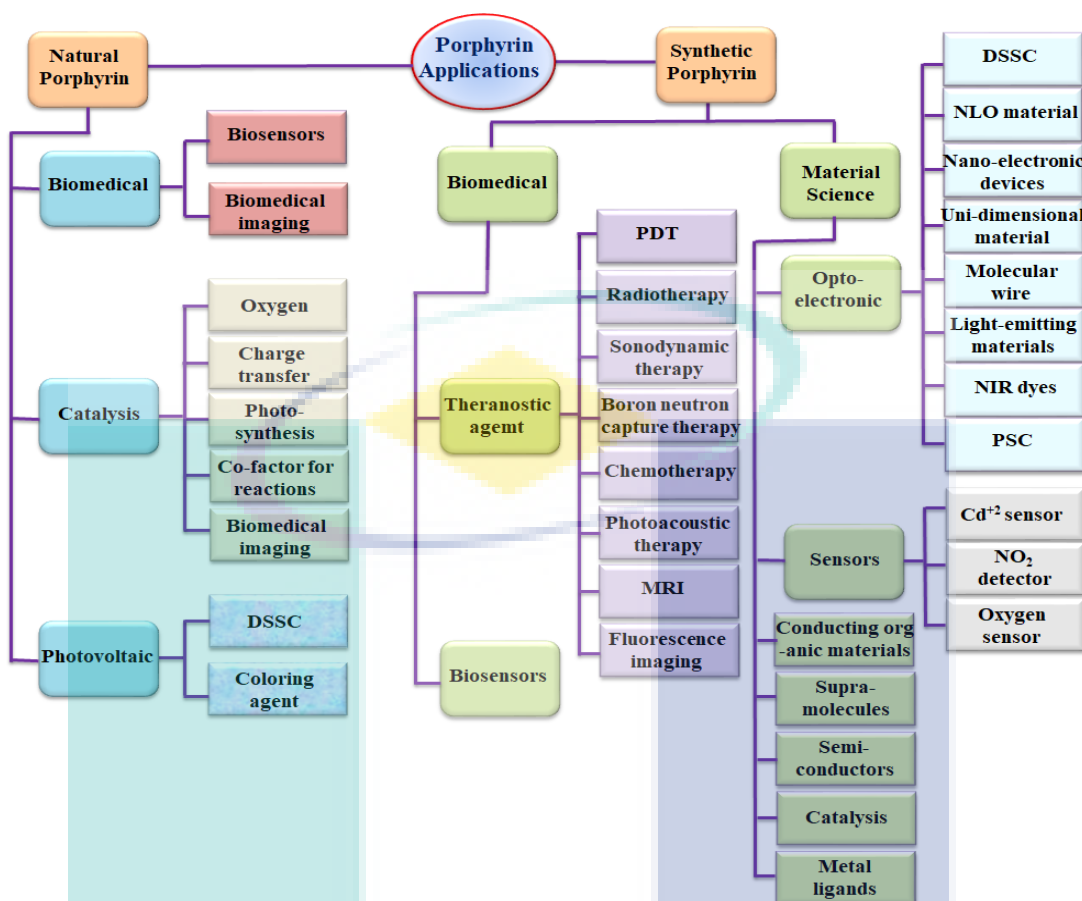 Porphyrin
Applications
Natural
Porphyrin
Biomedical
Biosensors
Biomedical
imaging
Catalysis
Oxygen
Charge
transfer
Photo-
synthesis
Co-factor for
reactions
Biomedical
imaging
Photovoltaic
DSSC
Coloring
agent
Synthetic
Porphyrin
Biomedical
Theranostic
agemt
PDT
Radiotherapy
Sonodynamic
therapy
Boron neutron
capture therapy
Chemotherapy
Photoacoustic
therapy
MRI
Fluorescence
imaging
Biosensors
Material
Science
Opto-
electronic
DSSC
NLO material
Nano-electronic
devices
Uni-dimensional
material
Molecular
wire
Light-emitting
materials
NIR dyes
PSC
Sensors
Cd+2 sensor
NO2
detector
Oxygen
sensor
Conducting org
-anic materials
Supra-
molecules
Semi-
conductors
Catalysis
Metal
ligands